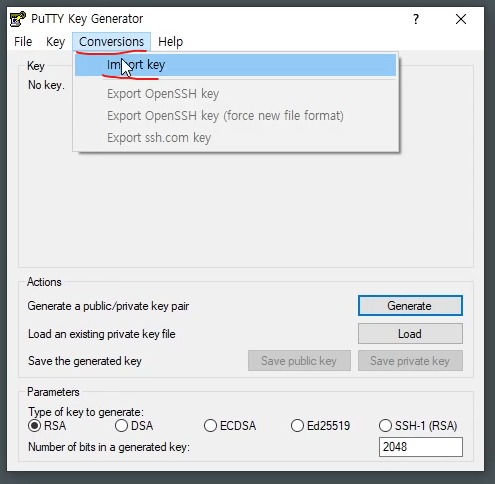 PuTTY Key Generator ? ×
File Key Conversions Help
Import key
Key
No key.
Export OpenSSH key
Export OpenSSH key (force new file format)
Export ssh.com key
Actions
Generate a public/private key pair Generate
Load an existing private key file Load
Save the generated key Save public key Save private key
Parameters
Type of key to generate:
RSA DSA ECDSA Ed25519 SSH-1 (RSA)
Number of bits in a generated key: 2048